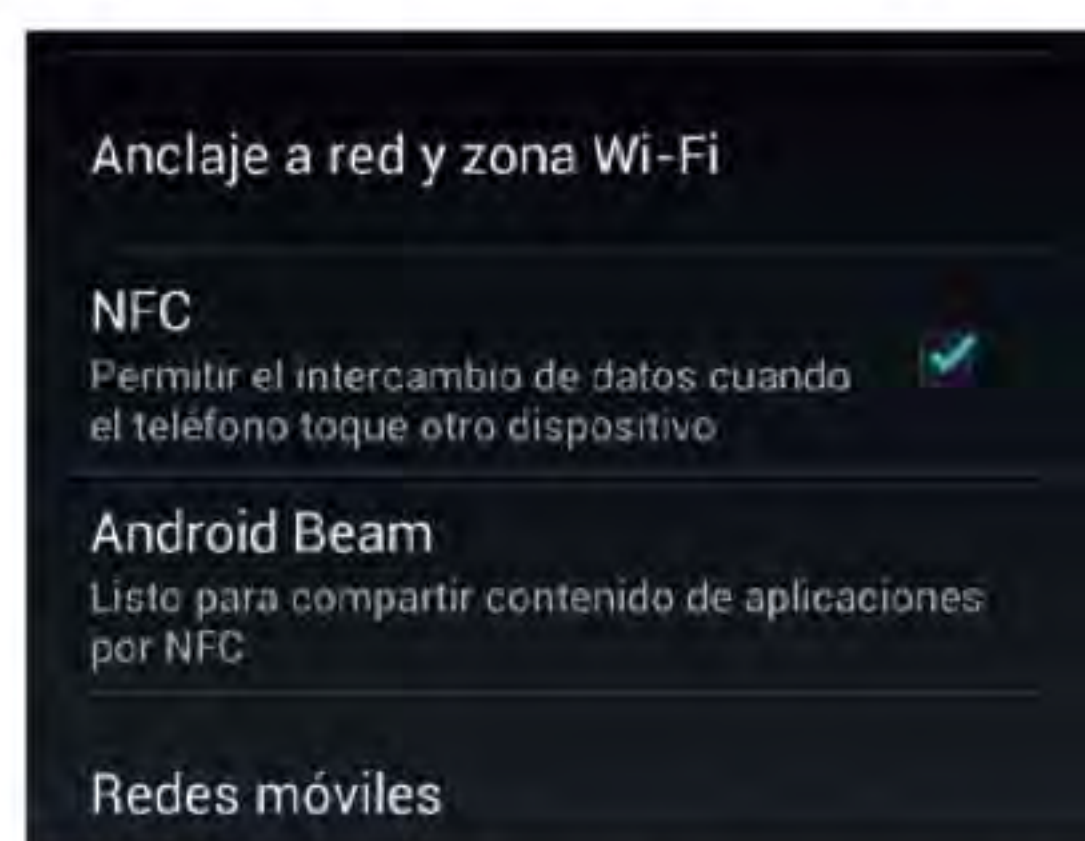 Anclaje a red y zona Wi-Fi
NFC
Permitir el intercambio de datos cuando
el teléfono toque otro dispositivo
Android Beam
Listo para compartir contenido de aplicaciones
por NFC
Redes móviles